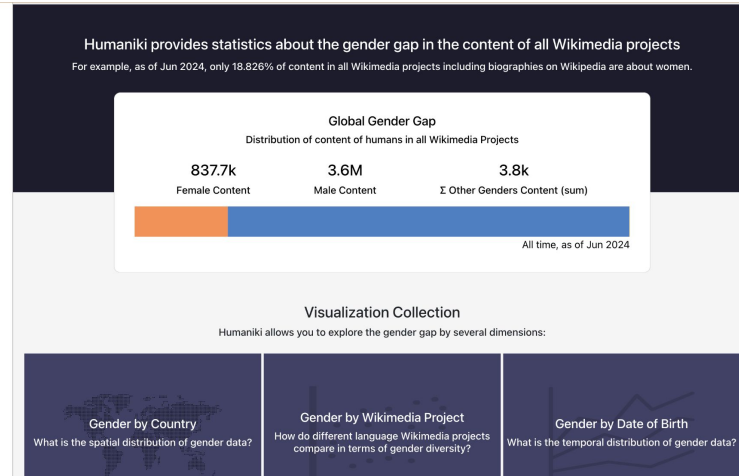 Humaniki provides statistics about the gender gap in the content of all Wikimedia projects
For example, as of Jun 2024, only 18.826% of content in all Wikimedia projects including biographies on Wikipedia are about women.
Global Gender Gap
Distribution of content of humans in all Wikimedia Projects
837.7k
Female Content
3.6M
Male Content
3.8k
Σ Other Genders Content (sum)
All time, as of Jun 2024
Visualization Collection
Humaniki allows you to explore the gender gap by several dimensions:
Gender by Country
What is the spatial distribution of gender data?
Gender by Wikimedia Project
How do different language Wikimedia projects
compare in terms of gender diversity?
Gender by Date of Birth
What is the temporal distribution of gender data?